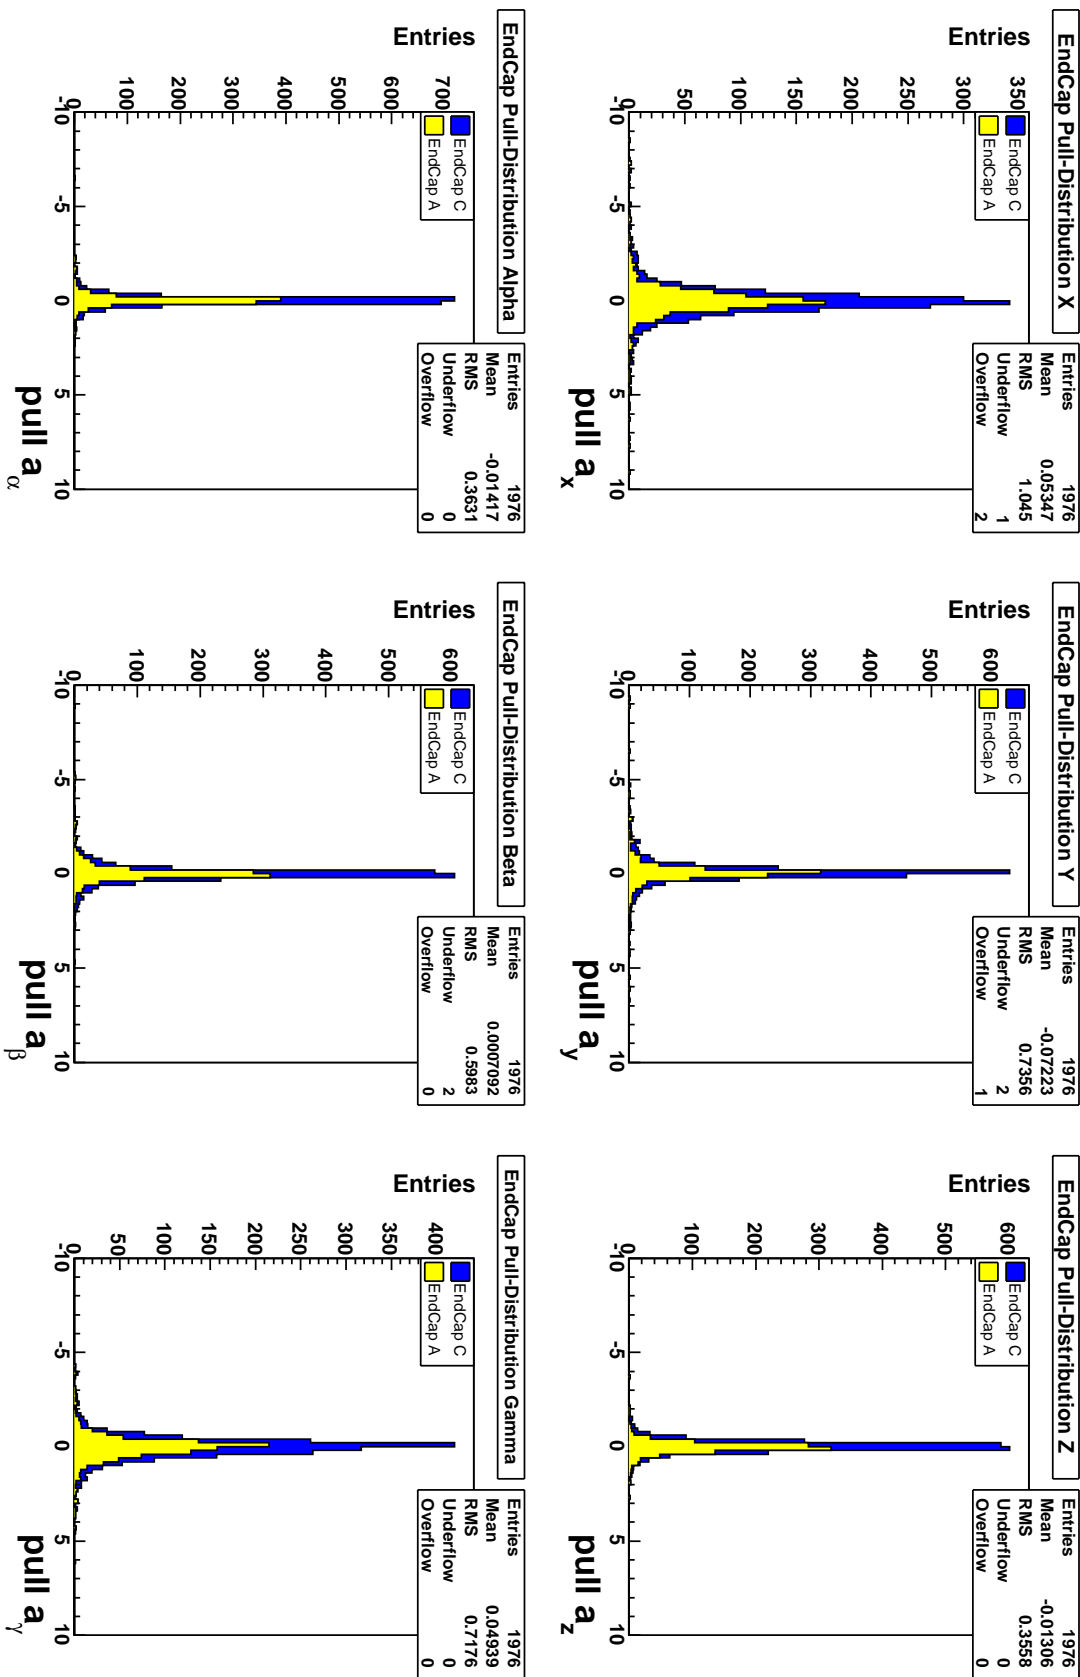 EndCap Pull-Distribution X
Entries 1976
Mean 0.05347
RMS 1.045
Underflow 1
Overflow 2
EndCap C
EndCap A
Entries
0
50
100
150
200
250
300
350
-10
-5
0
5
10
pull a x
EndCap Pull-Distribution Y
Entries 1976
Mean -0.07223
RMS 0.7356
Underflow 2
Overflow 1
EndCap C
EndCap A
Entries
0
100
200
300
400
500
600
-10
-5
0
5
10
pull a y
EndCap Pull-Distribution Z
Entries 1976
Mean -0.01306
RMS 0.3558
Underflow 0
Overflow 0
EndCap C
EndCap A
Entries
0
100
200
300
400
500
600
-10
-5
0
5
10
pull a z
EndCap Pull-Distribution Alpha
Entries 1976
Mean -0.01417
RMS 0.3631
Underflow 0
Overflow 0
EndCap C
EndCap A
Entries
0
100
200
300
400
500
600
700
-10
-5
0
5
10
pull a α
EndCap Pull-Distribution Beta
Entries 1976
Mean 0.0007092
RMS 0.5983
Underflow 2
Overflow 0
EndCap C
EndCap A
Entries
0
100
200
300
400
500
600
-10
-5
0
5
10
pull a β
EndCap Pull-Distribution Gamma
Entries 1976
Mean 0.04939
RMS 0.7176
Underflow 0
Overflow 0
EndCap C
EndCap A
Entries
0
50
100
150
200
250
300
350
400
-10
-5
0
5
10
pull a γ